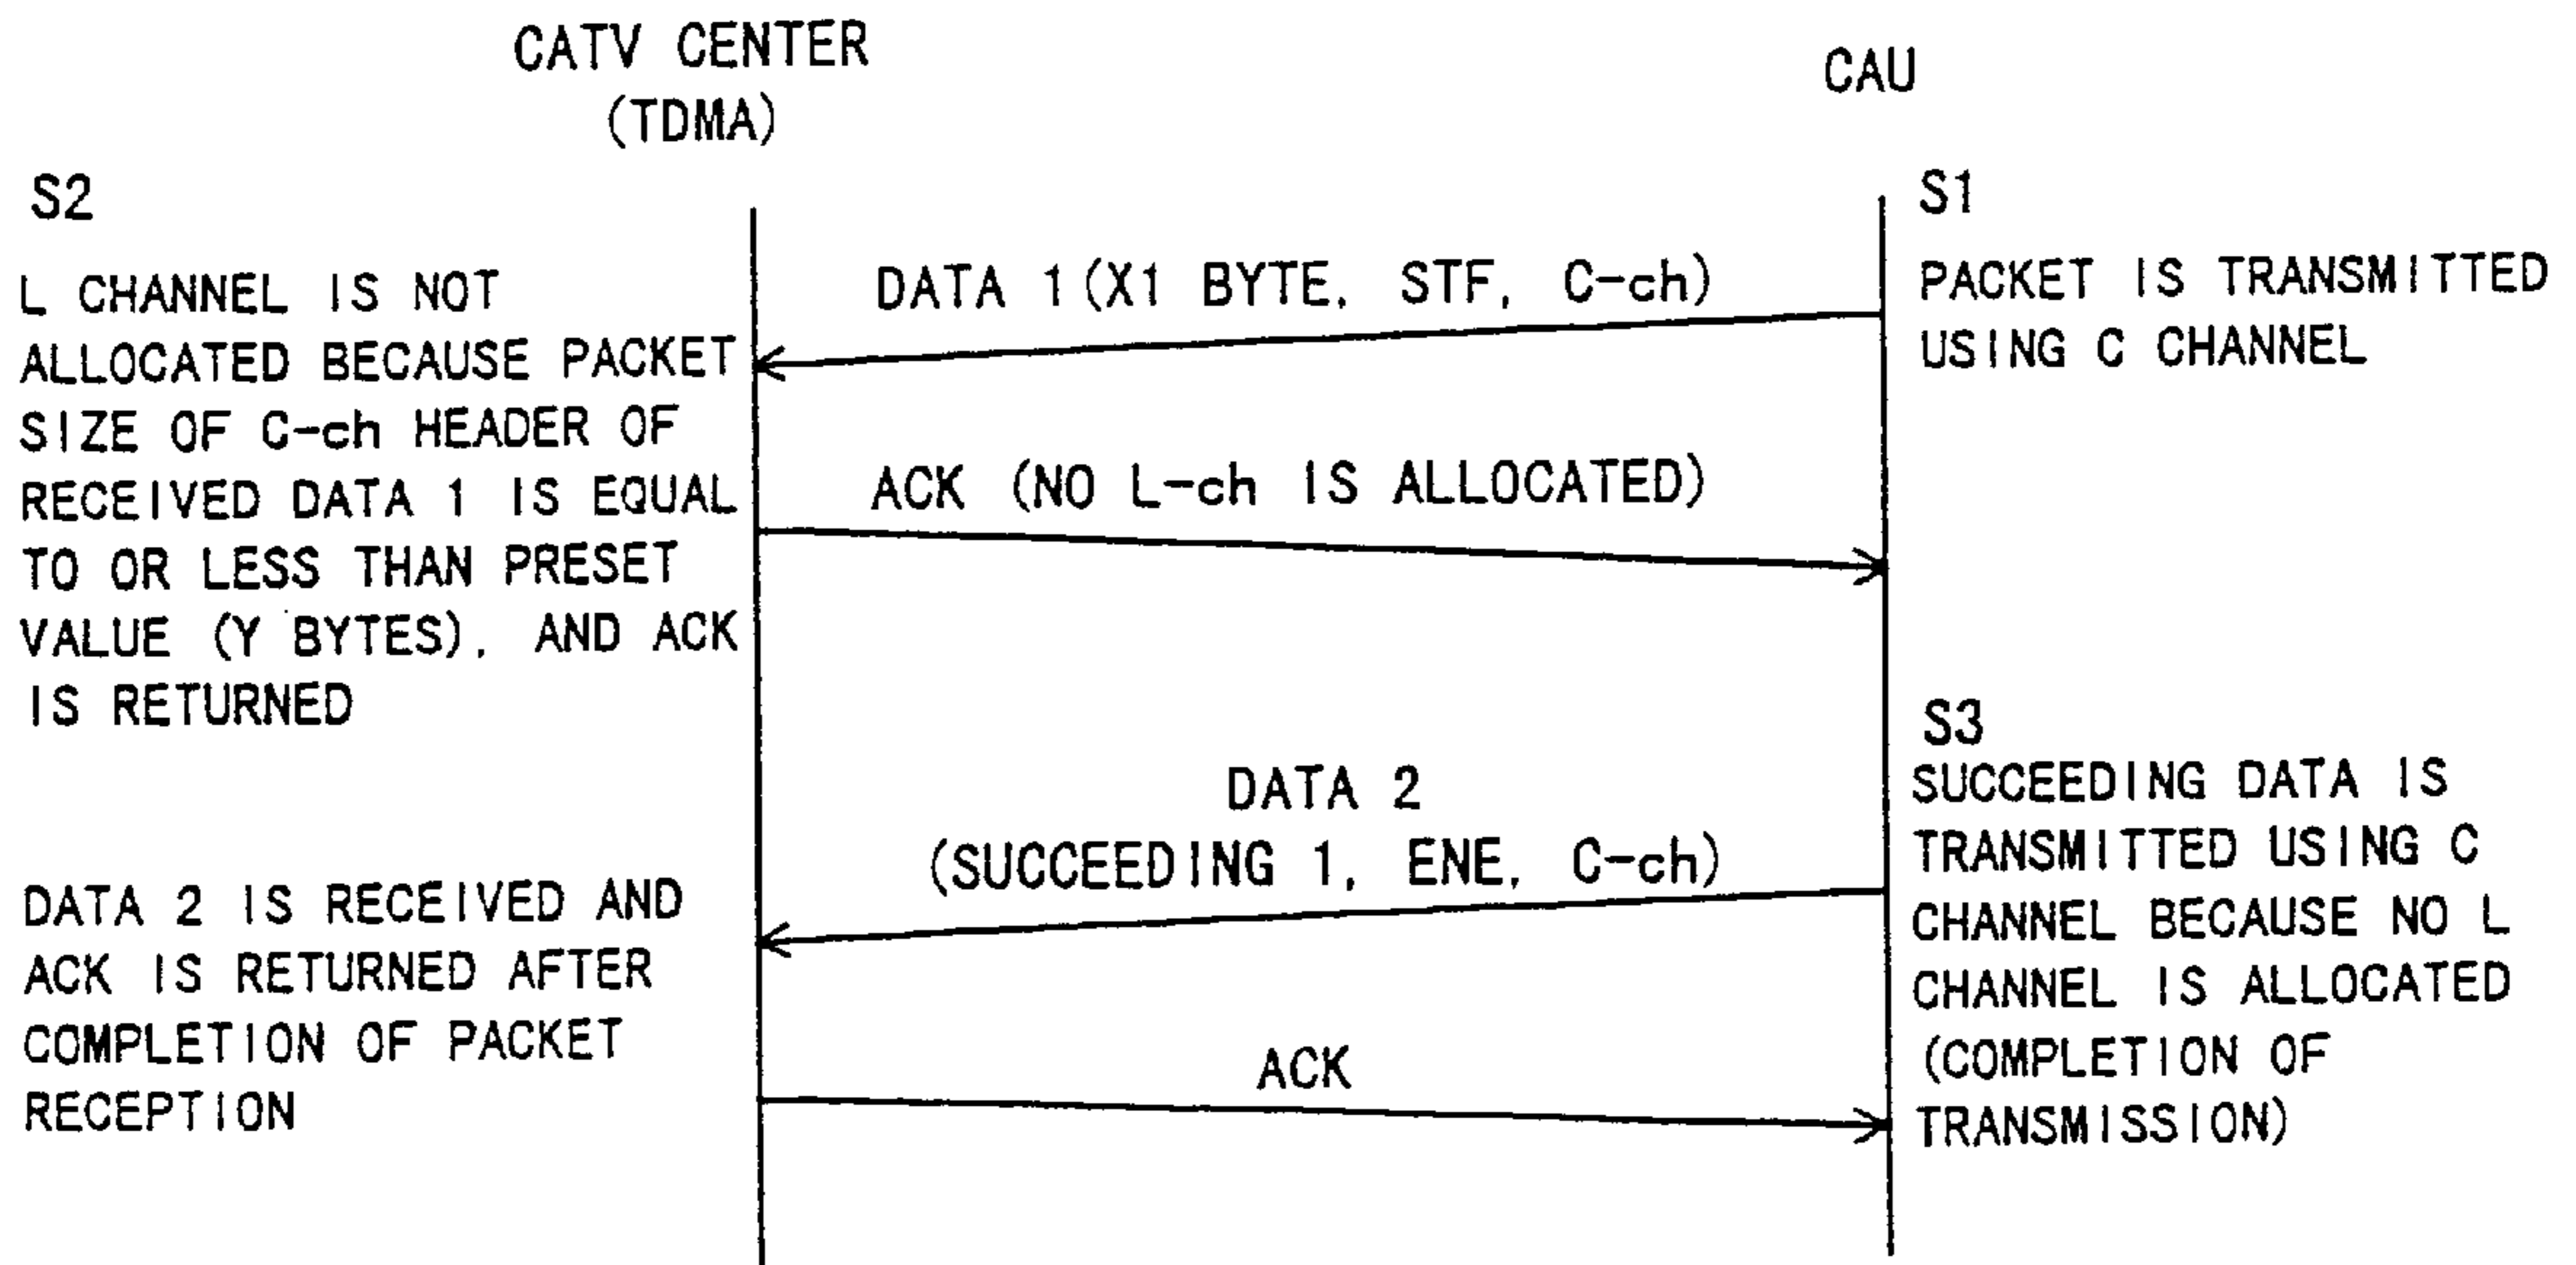 CATV CENTER
(TDMA)
CAU
S2
L CHANNEL IS NOT
ALLOCATED BECAUSE PACKET
SIZE OF C-ch HEADER OF
RECEIVED DATA 1 IS EQUAL
TO OR LESS THAN PRESET
VALUE (Y BYTES), AND ACK
IS RETURNED
S1
PACKET IS TRANSMITTED
USING C CHANNEL
DATA 1 (X1 BYTE, STF, C-ch)
ACK (NO L-ch IS ALLOCATED)
S3
SUCCEEDING DATA IS
TRANSMITTED USING C
CHANNEL BECAUSE NO L
CHANNEL IS ALLOCATED
(COMPLETION OF
TRANSMISSION)
DATA 2
(SUCCEEDING 1, ENE, C-ch)
DATA 2 IS RECEIVED AND
ACK IS RETURNED AFTER
COMPLETION OF PACKET
RECEPTION
ACK